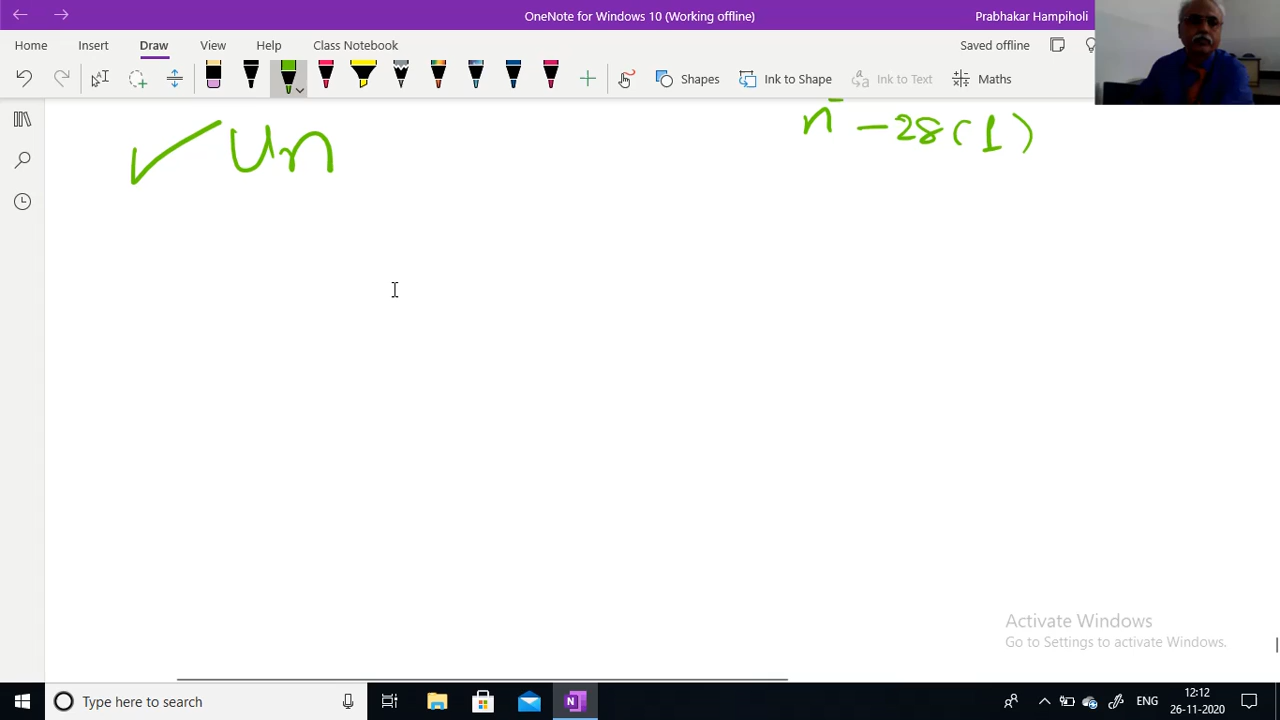 OneNote for Windows 10 (Working offline)
Prabhakar Hampiholi
Home Insert Draw View Help Class Notebook
Saved offline
Shapes Ink to Shape Ink to Text Maths
✓ Un
n² - 28 (1)
Activate Windows
Go to Settings to activate Windows.
Type here to search
ENG
12:12
26-11-2020